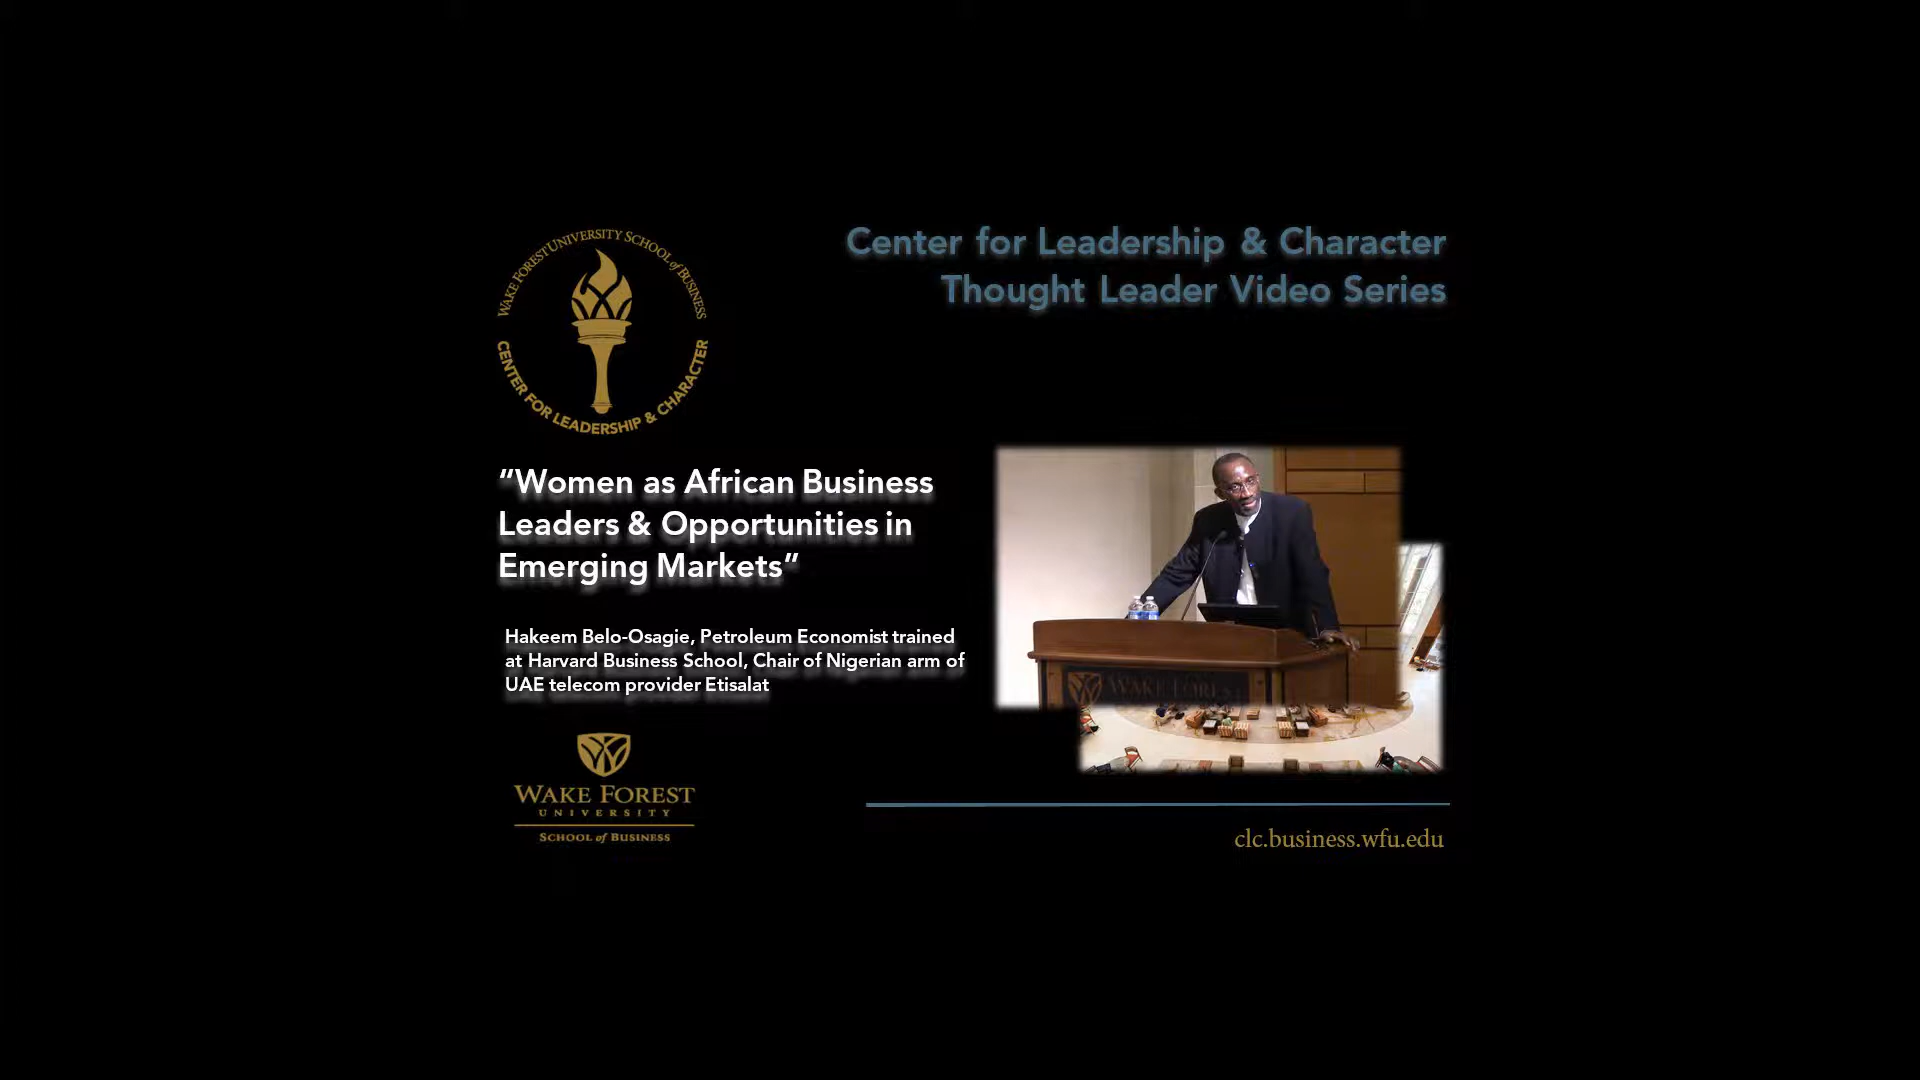 WAKE FOREST UNIVERSITY SCHOOL of BUSINESS
CENTER FOR LEADERSHIP & CHARACTER
Center for Leadership & Character
Thought Leader Video Series
“Women as African Business
Leaders & Opportunities in
Emerging Markets”
Hakeem Belo-Osagie, Petroleum Economist trained
at Harvard Business School, Chair of Nigerian arm of
UAE telecom provider Etisalat
WAKE FOREST
WAKE FOREST
UNIVERSITY
SCHOOL of BUSINESS
clc.business.wfu.edu